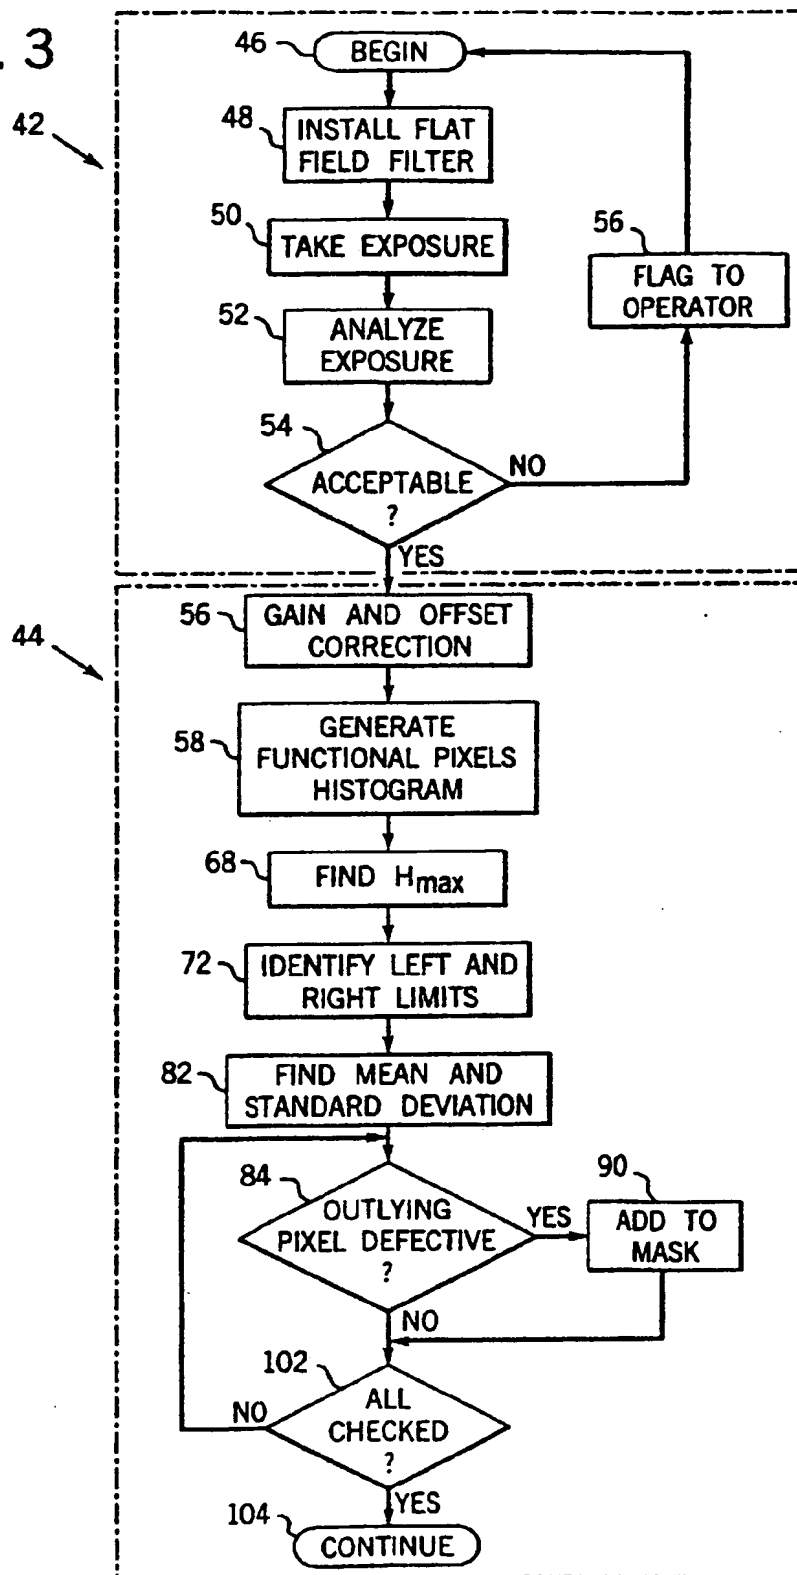 . 3
42
46
BEGIN
48
INSTALL FLAT
FIELD FILTER
50
TAKE EXPOSURE
56
FLAG TO
OPERATOR
52
ANALYZE
EXPOSURE
54
ACCEPTABLE
?
NO
YES
44
56
GAIN AND OFFSET
CORRECTION
58
GENERATE
FUNCTIONAL PIXELS
HISTOGRAM
68
FIND Hmax
72
IDENTIFY LEFT AND
RIGHT LIMITS
82
FIND MEAN AND
STANDARD DEVIATION
84
OUTLYING
PIXEL DEFECTIVE
?
YES
90
ADD TO
MASK
NO
102
ALL
CHECKED
?
NO
YES
104
CONTINUE